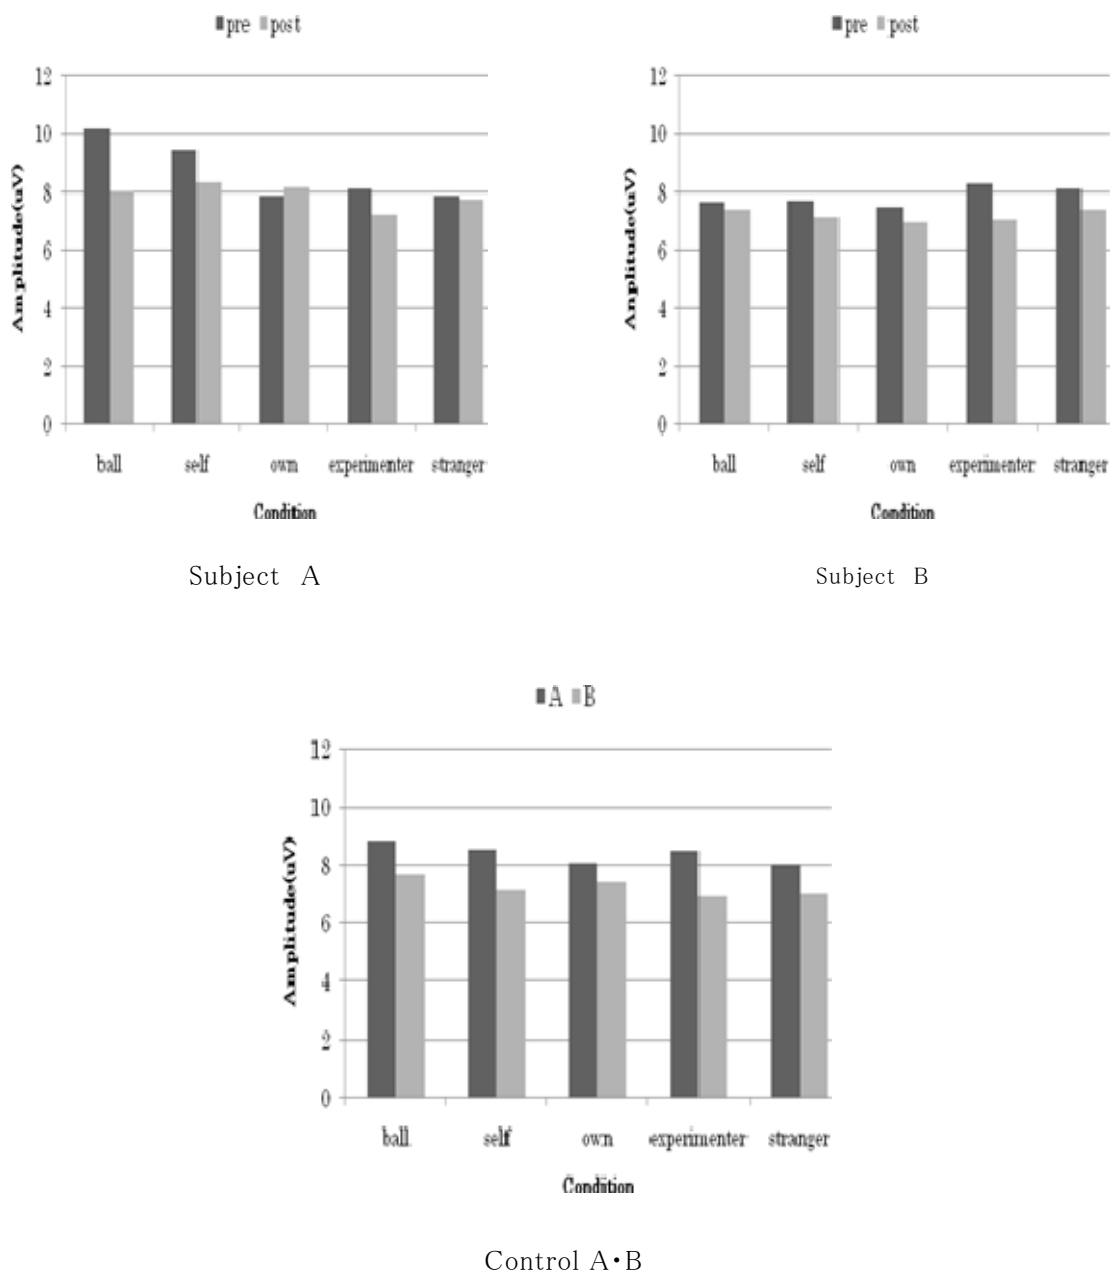 pre post
12
10
8
6
4
2
0
Amplitude(uV)
ball self own experimenter stranger
Condition
Subject A
pre post
12
10
8
6
4
2
0
Anplitude(uV)
ball self own experimenter stranger
Condition
Subject B
A B
12
10
8
6
4
2
0
Amplitude(uV)
ball self own experimenter stranger
Condition
Control A•B